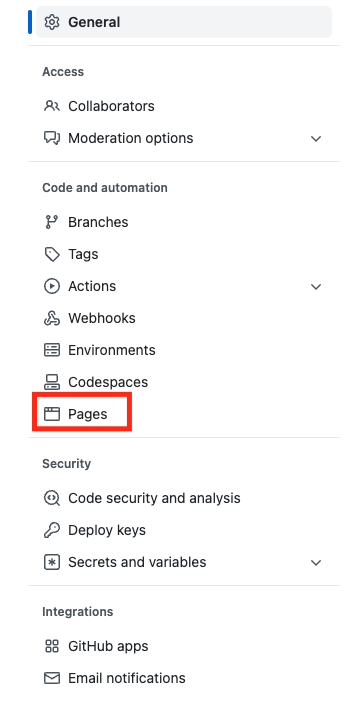 General
Access
Collaborators
Moderation options
Code and automation
Branches
Tags
Actions
Webhooks
Environments
Codespaces
Pages
Security
Code security and analysis
Deploy keys
Secrets and variables
Integrations
GitHub apps
Email notifications